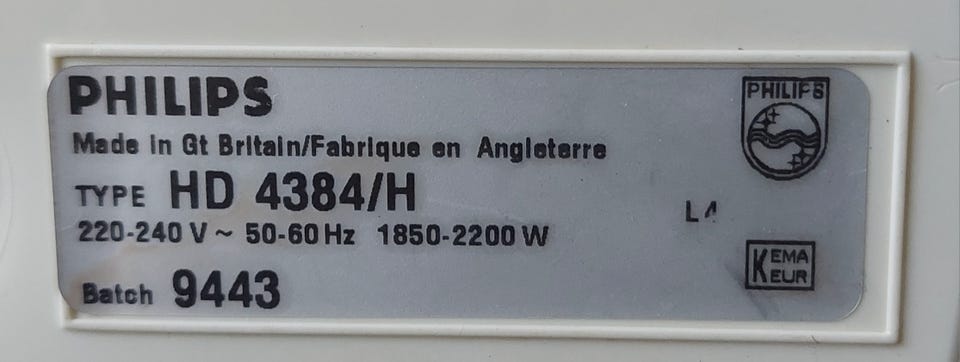 PHILIPS
Made in Gt Britain/Fabrique en Angleterre
TYPE HD 4384/H
220-240 V ~ 50-60 Hz 1850-2200 W
Batch 9443
PHILIPS
KEMA
KEUR